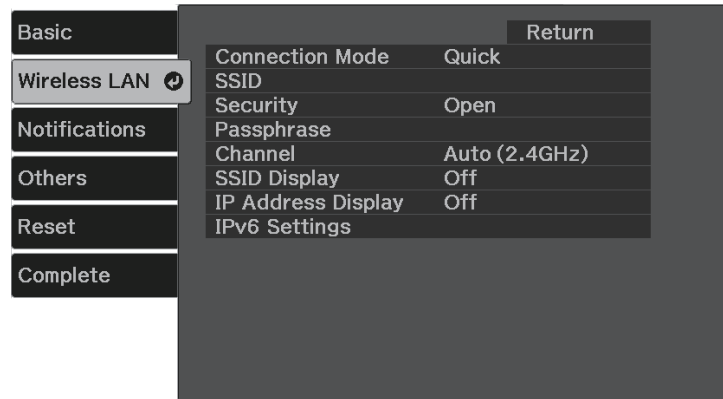 Basic
Wireless LAN
Notifications
Others
Reset
Complete
Return
Connection Mode Quick
SSID
Security Open
Passphrase
Channel Auto (2.4GHz)
SSID Display Off
IP Address Display Off
IPv6 Settings